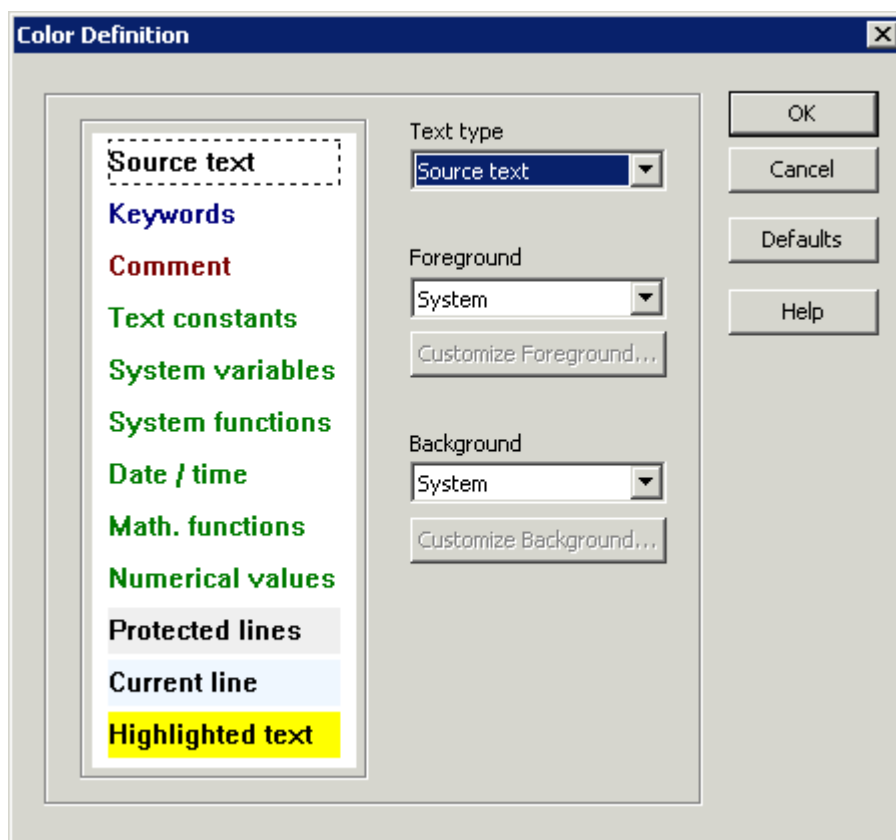 Color Definition
Source text
Keywords
Comment
Text constants
System variables
System functions
Date / time
Math. functions
Numerical values
Protected lines
Current line
Highlighted text
Text type
Source text
Foreground
System
Customize Foreground...
Background
System
Customize Background...
OK
Cancel
Defaults
Help